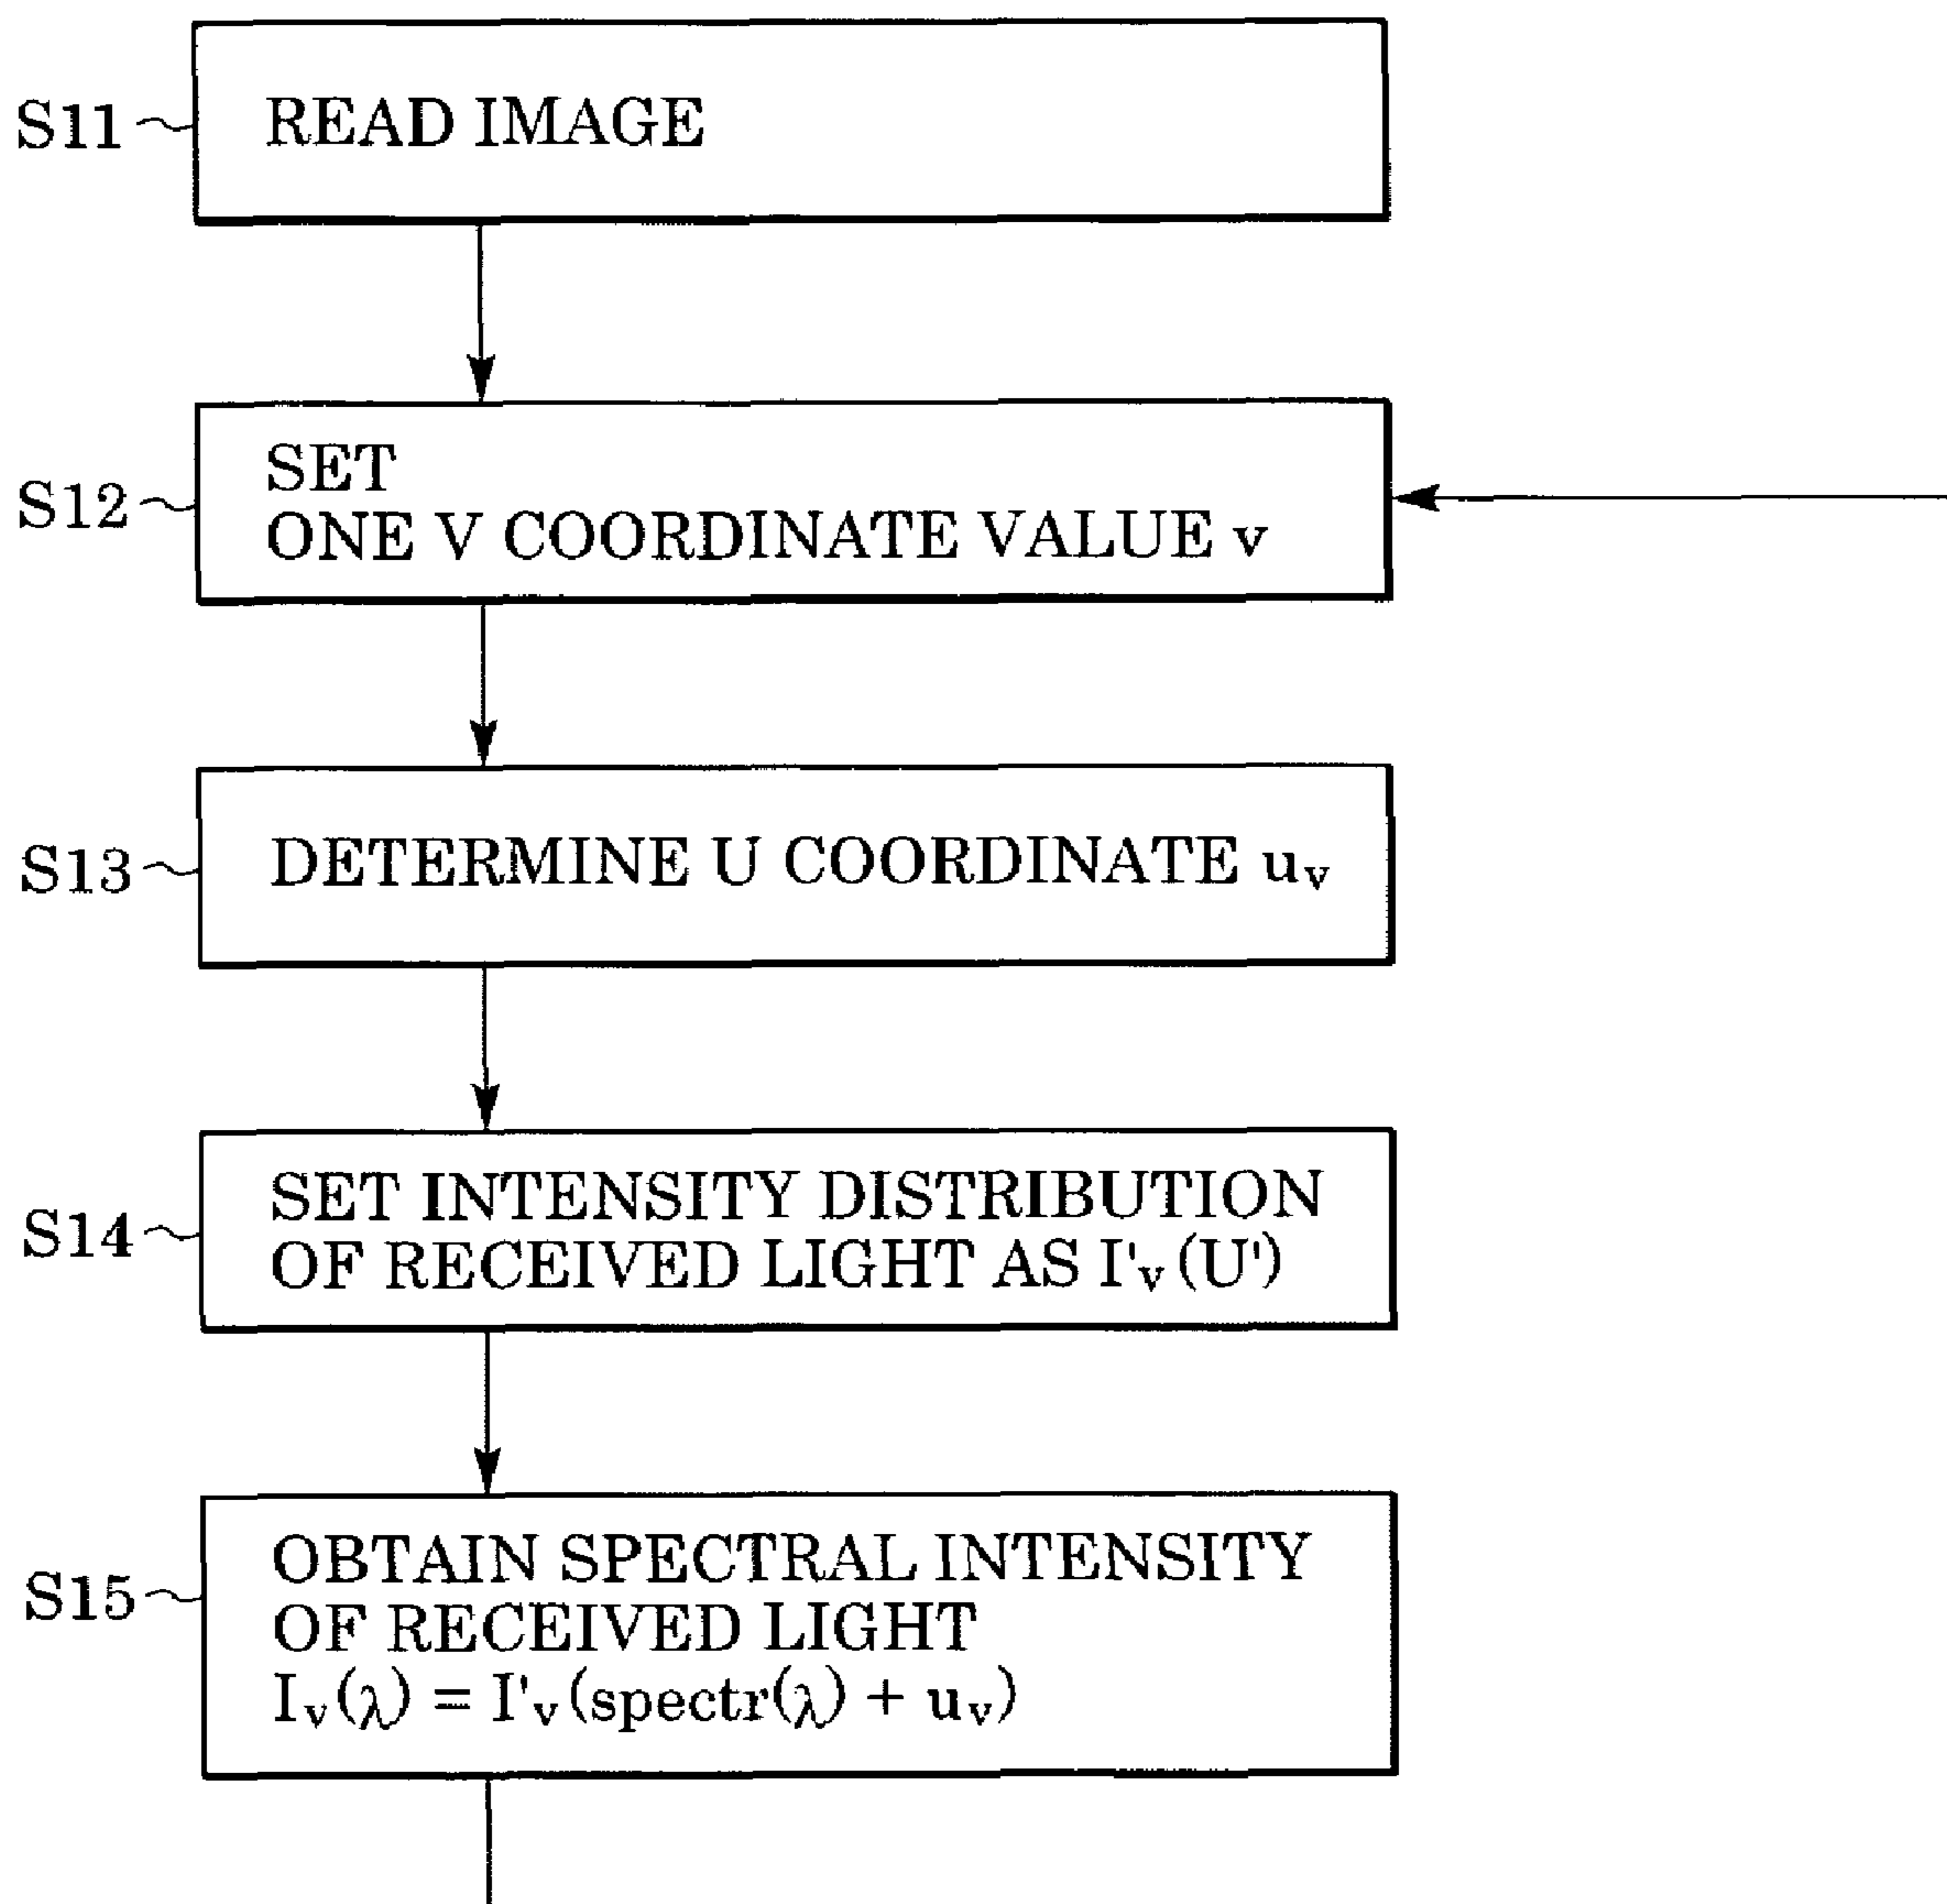 S11
READ IMAGE
S12
SET
ONE V COORDINATE VALUE v
S13
DETERMINE U COORDINATE uᵥ
S14
SET INTENSITY DISTRIBUTION
OF RECEIVED LIGHT AS I'ᵥ(U')
S15
OBTAIN SPECTRAL INTENSITY
OF RECEIVED LIGHT
Iᵥ(λ) = I'ᵥ(spectr(λ) + uᵥ)